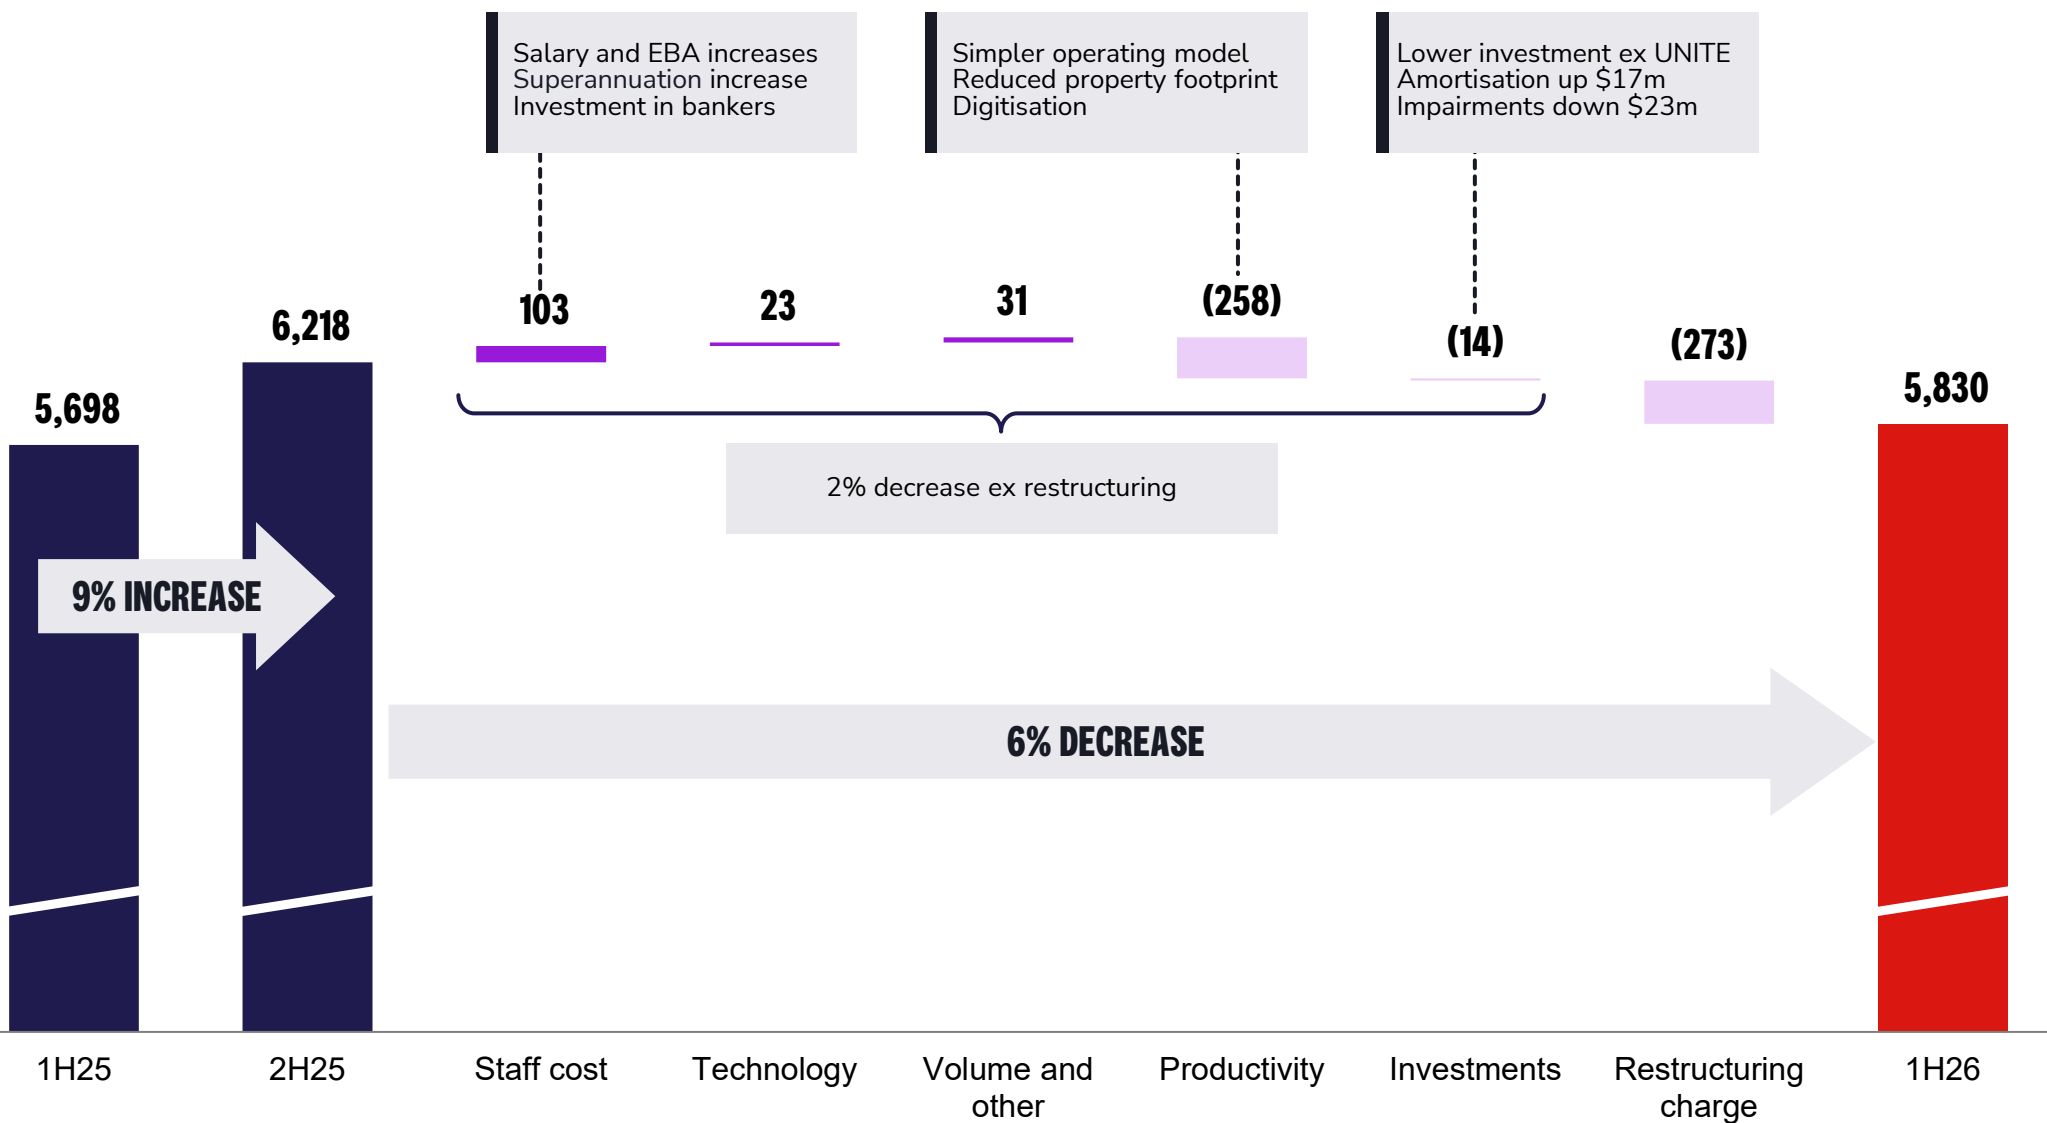 Salary and EBA increases
Superannuation increase
Investment in bankers
Simpler operating model
Reduced property footprint
Digitisation
Lower investment ex UNITE
Amortisation up $17m
Impairments down $23m
5,698
6,218
103
23
31
(258)
(14)
(273)
5,830
2% decrease ex restructuring
9% INCREASE
6% DECREASE
1H25
2H25
Staff cost
Technology
Volume and
other
Productivity
Investments
Restructuring
charge
1H26